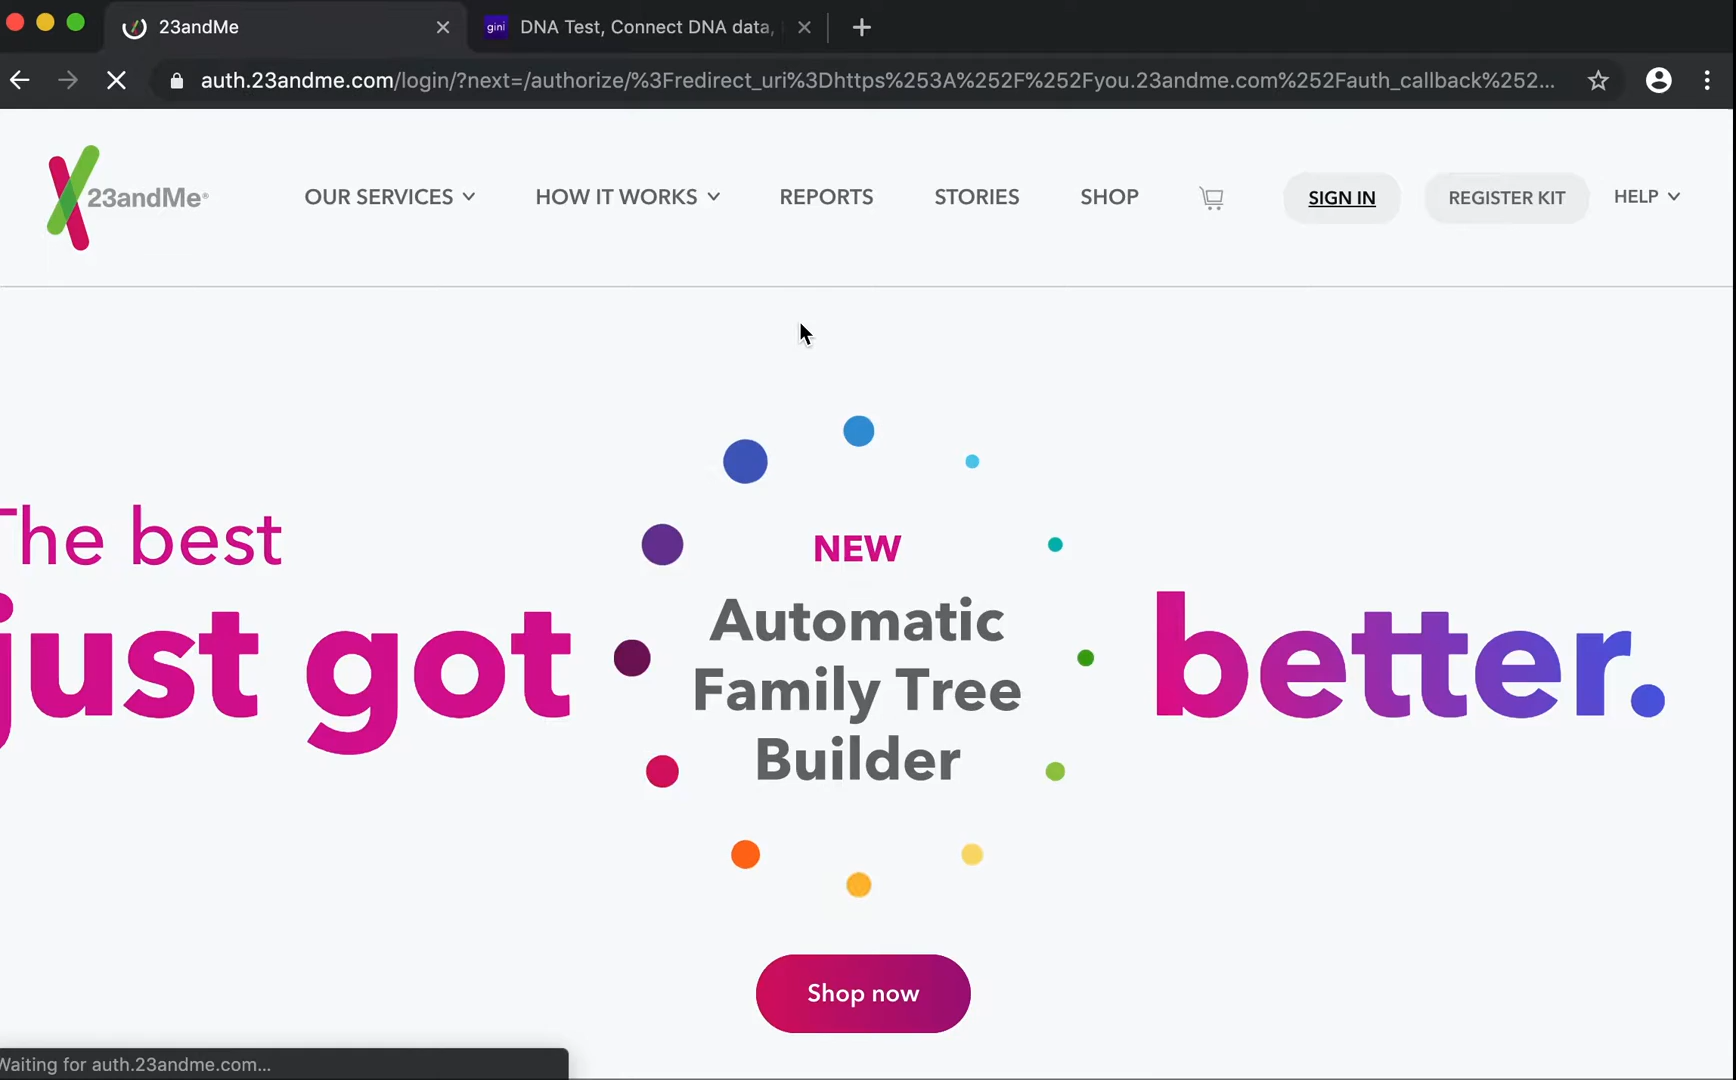 23andMe
gini DNA Test, Connect DNA data,
auth.23andme.com/login/?next=/authorize/%3Fredirect_uri%3Dhttps%253A%252F%252Fyou.23andme.com%252Fauth_callback%252...
23andMe®
OUR SERVICES
HOW IT WORKS
REPORTS
STORIES
SHOP
SIGN IN
REGISTER KIT
HELP
The best
just got
NEW
Automatic
Family Tree
Builder
better.
Shop now
Waiting for auth.23andme.com...